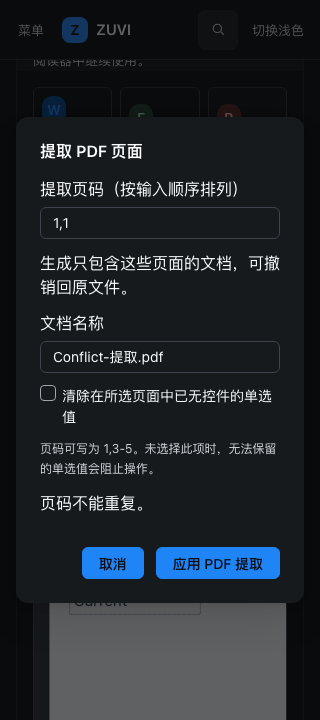 菜单
Z
ZUVI
切换浅色
阅读器中继续使用。
W
提取 PDF 页面
提取页码（按输入顺序排列）
1,1
生成只包含这些页面的文档，可撤
销回原文件。
文档名称
Conflict-提取.pdf
清除在所选页面中已无控件的单选
值
页码可写为 1,3-5。未选择此项时，无法保留
的单选值会阻止操作。
页码不能重复。
取消
应用 PDF 提取
Current